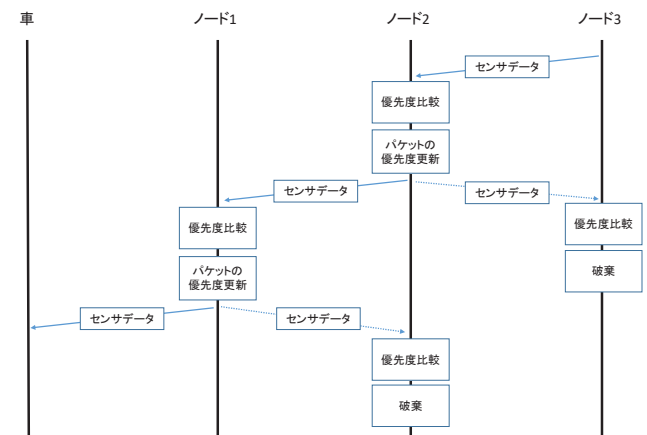 車
ノード1
ノード2
ノード3
センサデータ
優先度比較
パケットの
優先度更新
センサデータ
センサデータ
優先度比較
優先度比較
パケットの
優先度更新
破棄
センサデータ
センサデータ
優先度比較
破棄